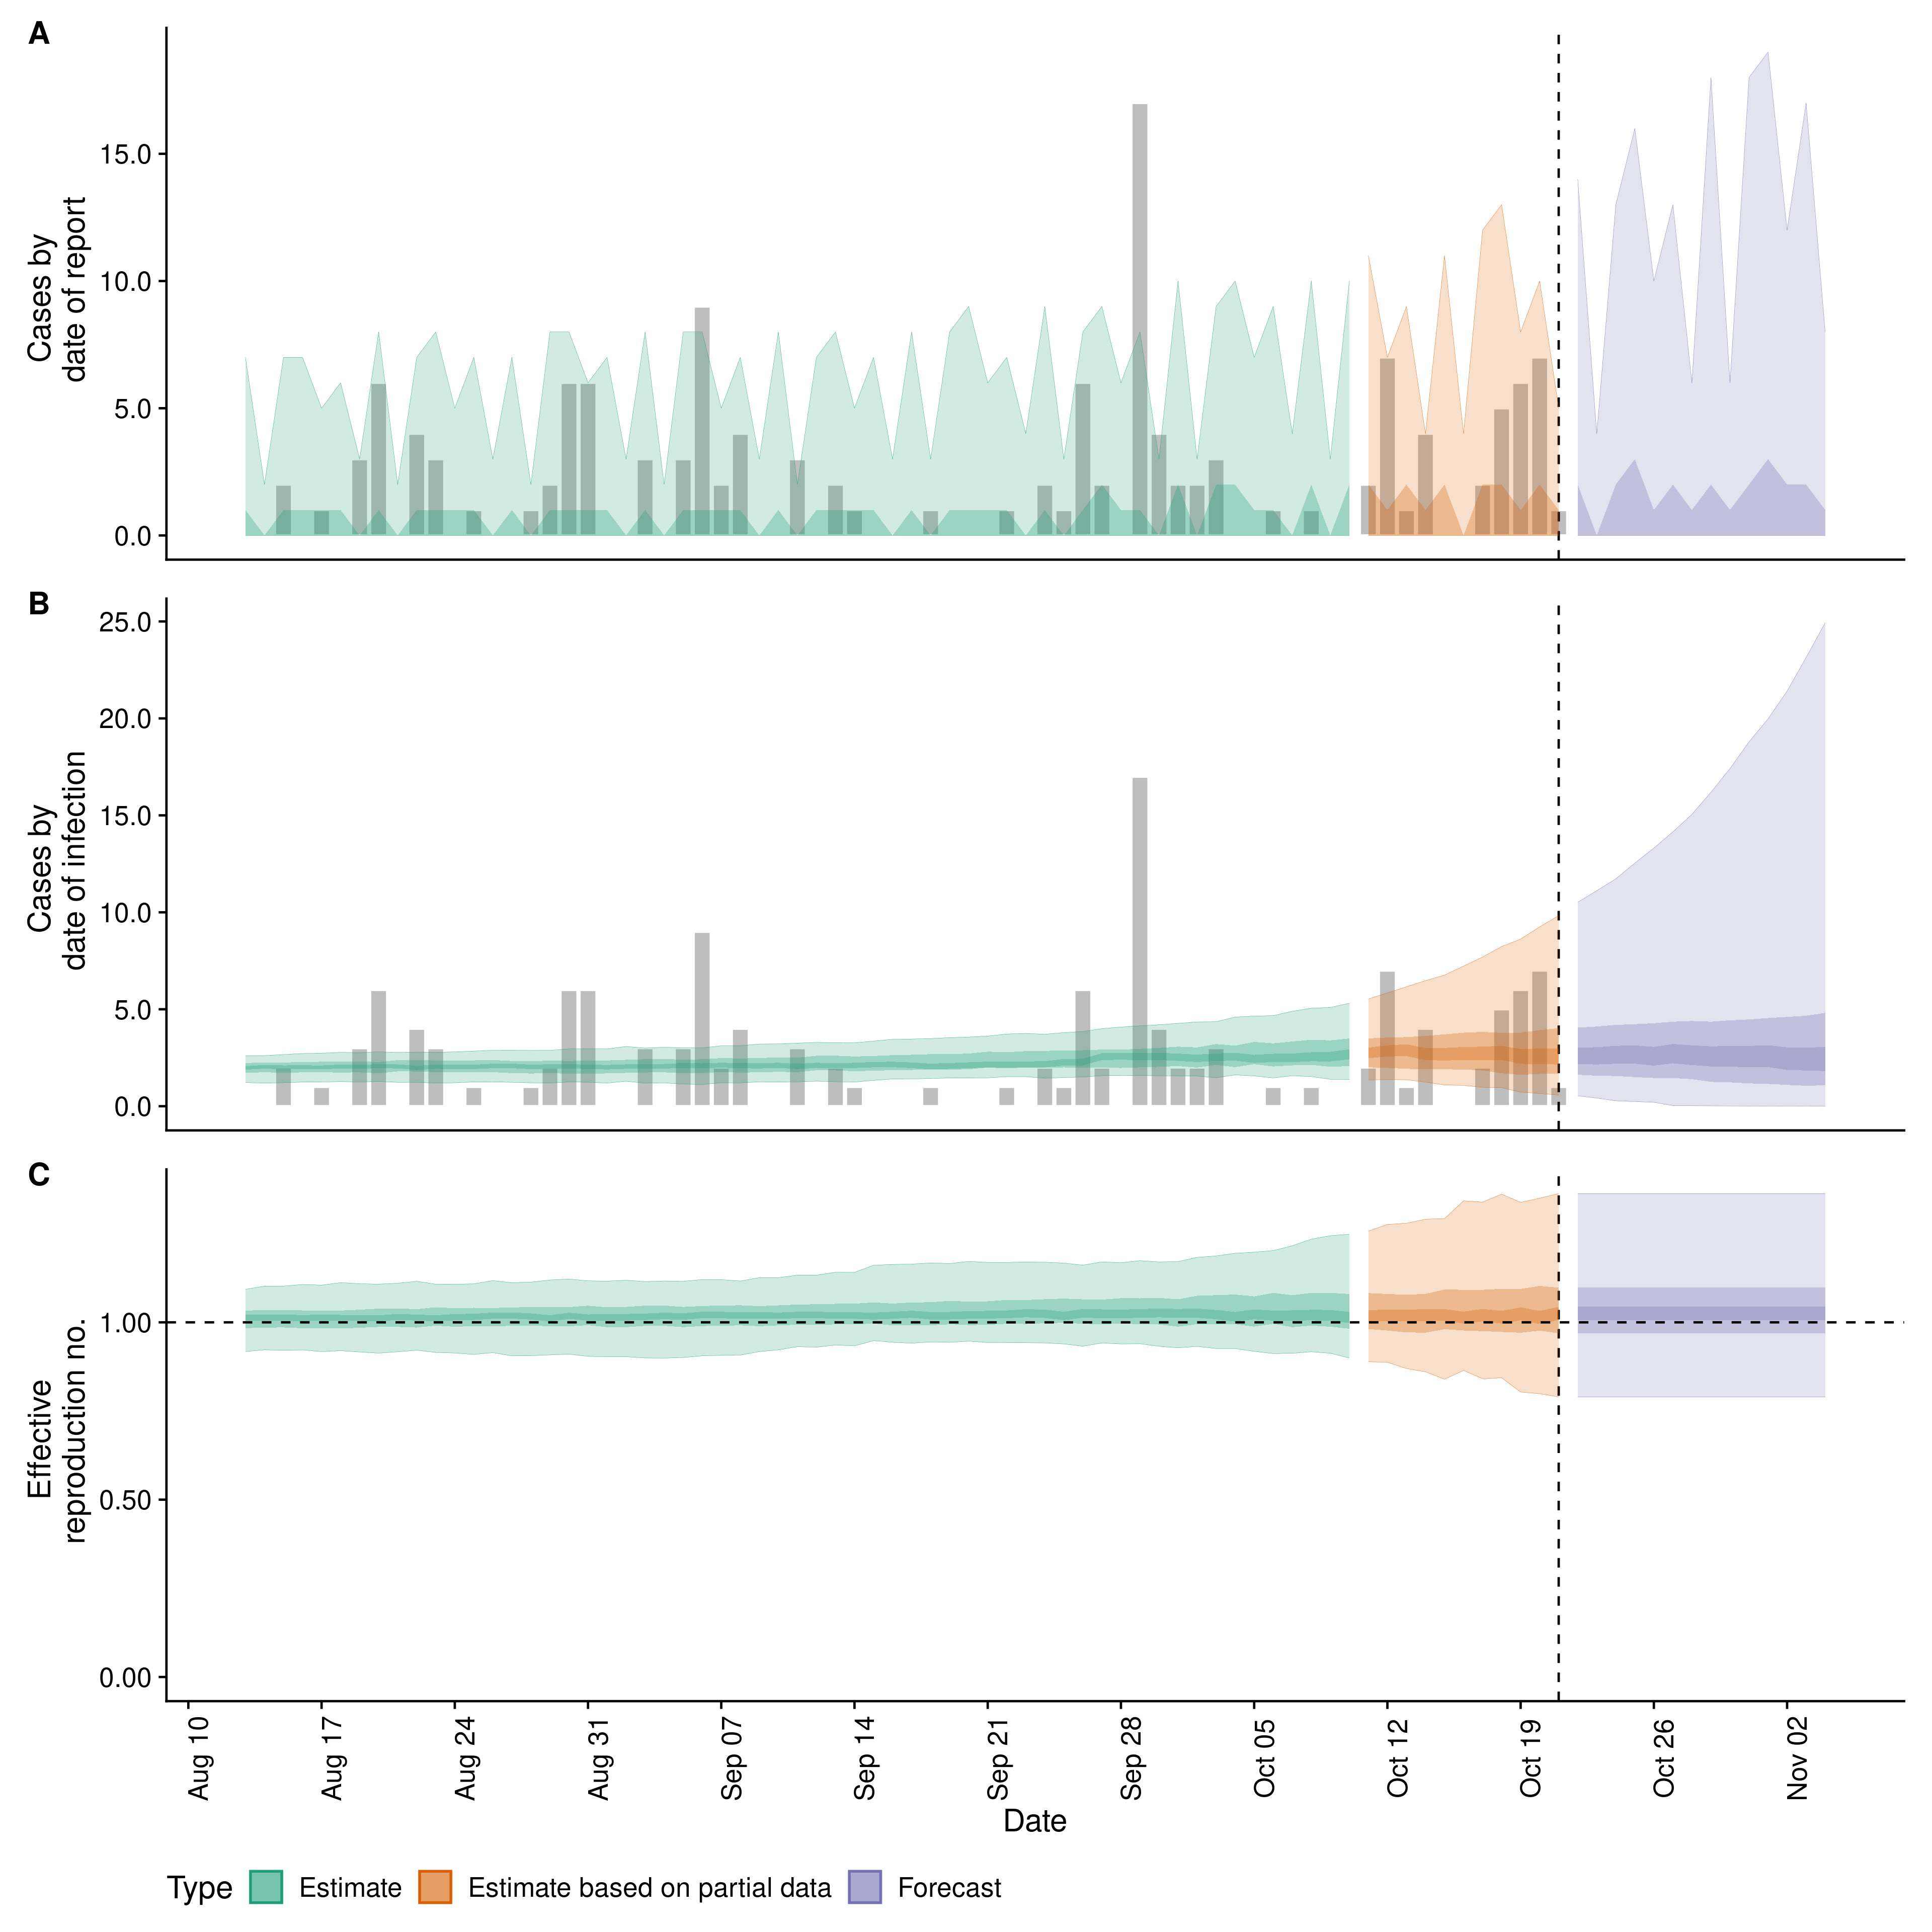 A
Cases by
date of report
15.0
10.0
5.0
0.0
B
Cases by
date of infection
25.0
20.0
15.0
10.0
5.0
0.0
C
Effective
reproduction no.
1.00
0.50
0.00
Aug 10
Aug 17
Aug 24
Aug 31
Sep 07
Sep 14
Sep 21
Sep 28
Oct 05
Oct 12
Oct 19
Oct 26
Nov 02
Date
Type Estimate Estimate based on partial data Forecast